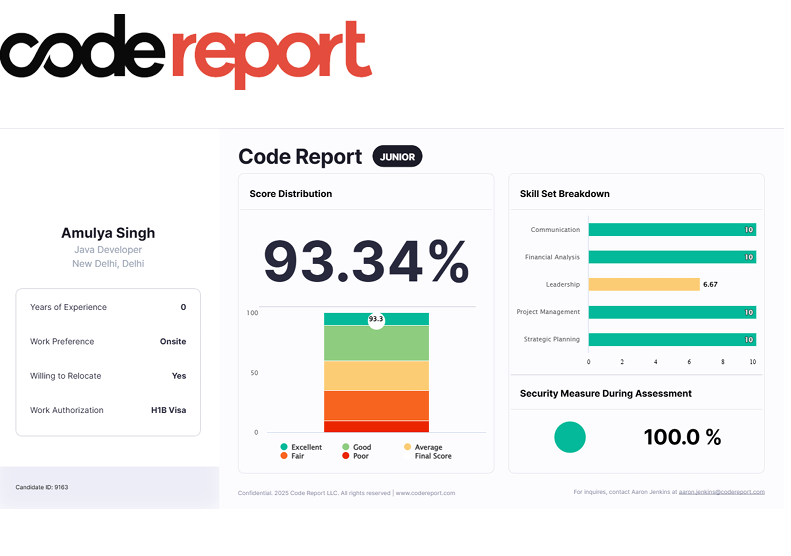 codereport
Amulya Singh
Java Developer
New Delhi, Delhi
Years of Experience 0
Work Preference Onsite
Willing to Relocate Yes
Work Authorization H1B Visa
Candidate ID: 9163
Code Report JUNIOR
Score Distribution
93.34%
100
93.3
50
0
Excellent Good Average
Fair Poor Final Score
Skill Set Breakdown
Communication 10
Financial Analysis 10
Leadership 6.67
Project Management 10
Strategic Planning 10
0 2 4 6 8 10
Security Measure During Assessment
100.0 %
Confidential. 2025 Code Report LLC. All rights reserved | www.codereport.com
For inquires, contact Aaron Jenkins at aaron.jenkins@codereport.com